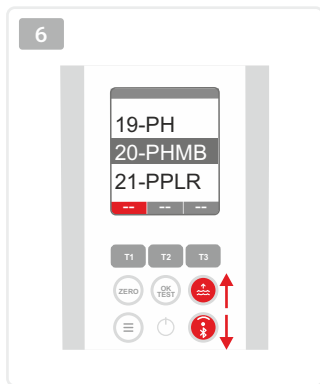 6
19-PH
20-PHMB
21-PPLR
-- -- --
T1 T2 T3
ZERO OK TEST